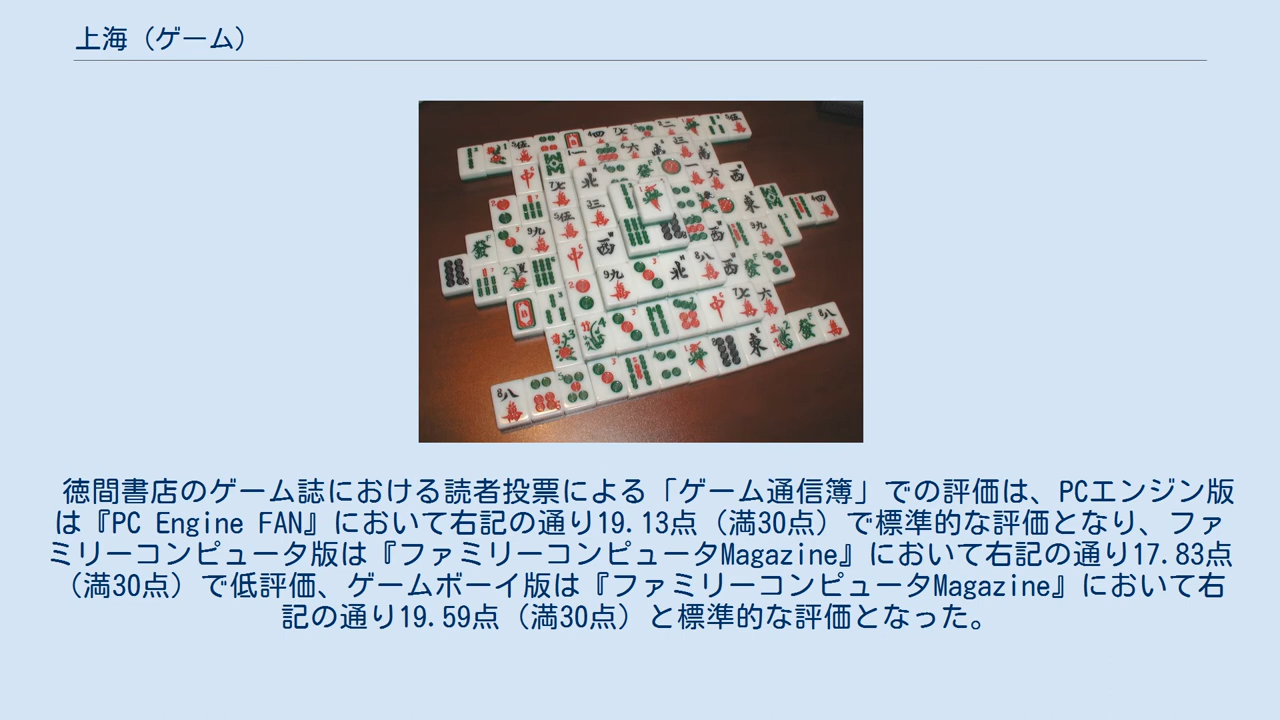 上海（ゲーム）
徳間書店のゲーム誌における読者投票による「ゲーム通信簿」での評価は、PCエンジン版
は『PC Engine FAN』において右記の通り19.13点（満30点）で標準的な評価となり、ファ
ミリーコンピュータ版は『ファミリーコンピュータMagazine』において右記の通り17.83点
（満30点）で低評価、ゲームボーイ版は『ファミリーコンピュータMagazine』において右
記の通り19.59点（満30点）と標準的な評価となった。